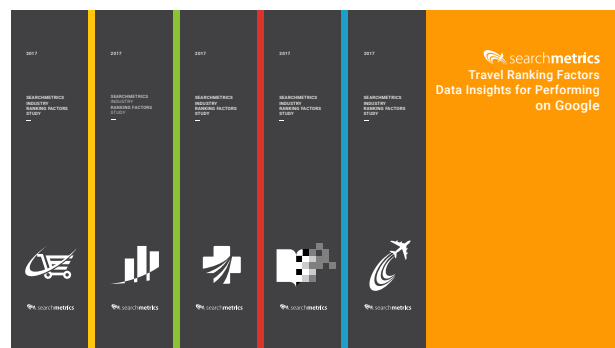 2017
SEARCHMETRICS
INDUSTRY
RANKING FACTORS
STUDY
searchmetrics
2017
SEARCHMETRICS
INDUSTRY
RANKING FACTORS
STUDY
searchmetrics
2017
SEARCHMETRICS
INDUSTRY
RANKING FACTORS
STUDY
searchmetrics
2017
SEARCHMETRICS
INDUSTRY
RANKING FACTORS
STUDY
searchmetrics
2017
SEARCHMETRICS
INDUSTRY
RANKING FACTORS
STUDY
searchmetrics
searchmetrics
Travel Ranking Factors
Data Insights for Performing
on Google